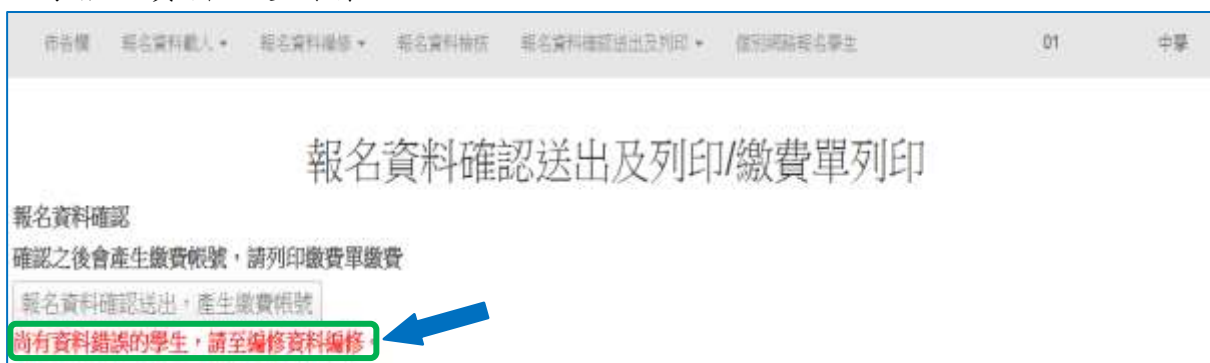 佈告欄 報名資料載入 報名資料編修 報名資料檢核 報名資料確認送出及列印 個別網路報名學生 01 中學
報名資料確認送出及列印/繳費單列印
報名資料確認
確認之後會產生繳費帳號，請列印繳費單繳費
報名資料確認送出，產生繳費帳號
尚有資料錯誤的學生，請至編修資料編修。